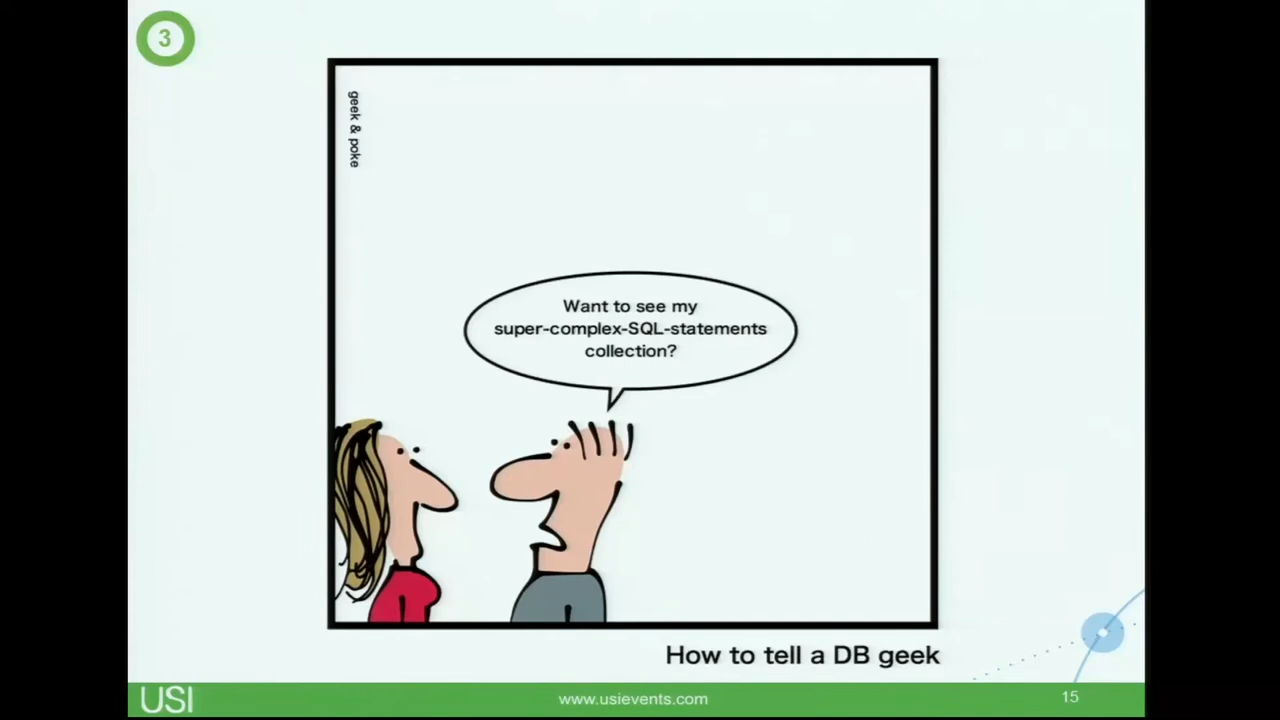 3
geek & poke
Want to see my
super-complex-SQL-statements
collection?
How to tell a DB geek
USI
www.usievents.com
15